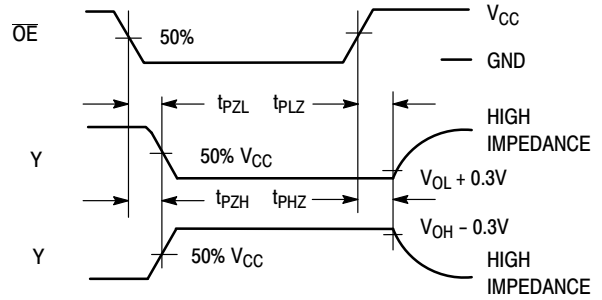 OE
50%
VCC
GND
tPZL
tPLZ
HIGH
IMPEDANCE
Y
50% VCC
VOL + 0.3V
tPZH
tPHZ
VOH − 0.3V
Y
50% VCC
HIGH
IMPEDANCE